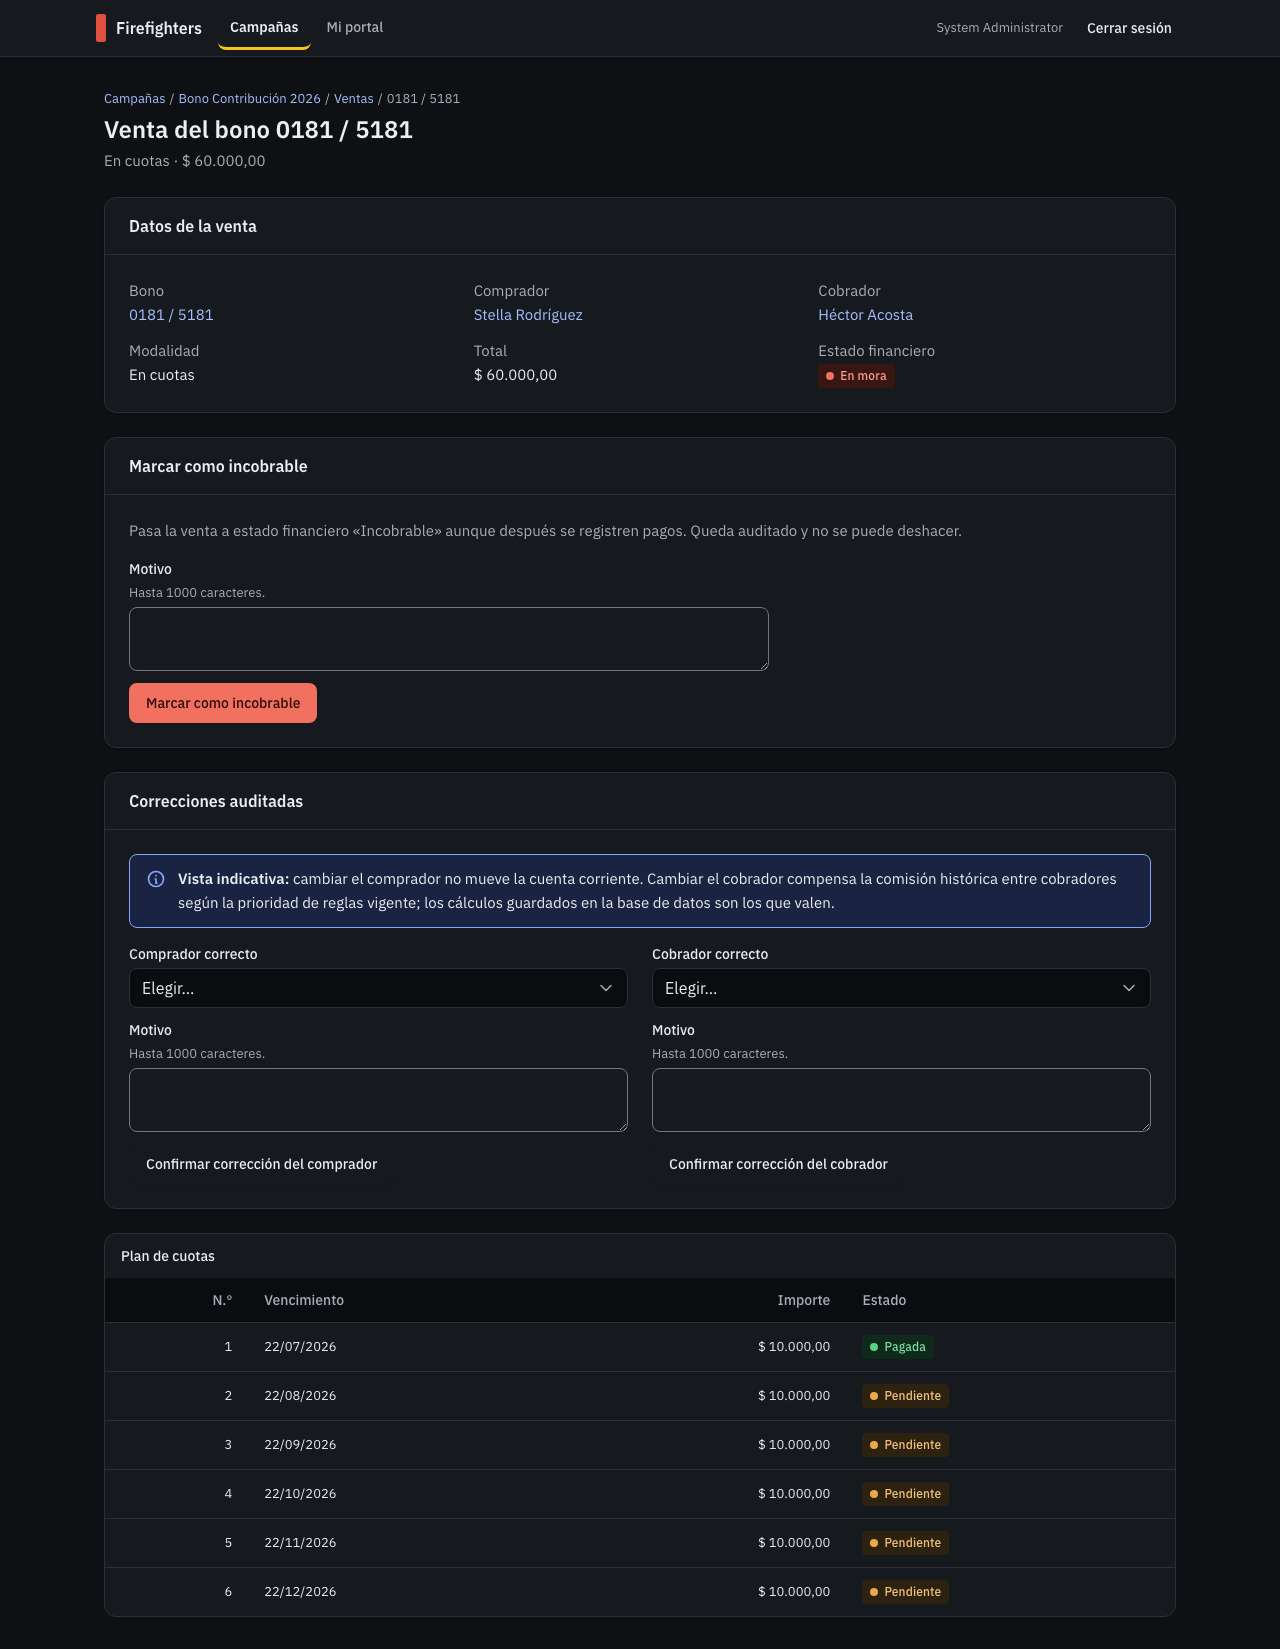 Firefighters
Campañas
Mi portal
System Administrator
Cerrar sesión
Campañas / Bono Contribución 2026 / Ventas / 0181 / 5181
Venta del bono 0181 / 5181
En cuotas · $ 60.000,00
Datos de la venta
Bono
0181 / 5181
Comprador
Stella Rodríguez
Cobrador
Héctor Acosta
Modalidad
En cuotas
Total
$ 60.000,00
Estado financiero
En mora
Marcar como incobrable
Pasa la venta a estado financiero «Incobrable» aunque después se registren pagos. Queda auditado y no se puede deshacer.
Motivo
Hasta 1000 caracteres.
Marcar como incobrable
Correcciones auditadas
Vista indicativa: cambiar el comprador no mueve la cuenta corriente. Cambiar el cobrador compensa la comisión histórica entre cobradores
según la prioridad de reglas vigente; los cálculos guardados en la base de datos son los que valen.
Comprador correcto
Elegir...
Motivo
Hasta 1000 caracteres.
Confirmar corrección del comprador
Cobrador correcto
Elegir...
Motivo
Hasta 1000 caracteres.
Confirmar corrección del cobrador
Plan de cuotas
N.º Vencimiento Importe Estado
1 22/07/2026 $ 10.000,00 Pagada
2 22/08/2026 $ 10.000,00 Pendiente
3 22/09/2026 $ 10.000,00 Pendiente
4 22/10/2026 $ 10.000,00 Pendiente
5 22/11/2026 $ 10.000,00 Pendiente
6 22/12/2026 $ 10.000,00 Pendiente